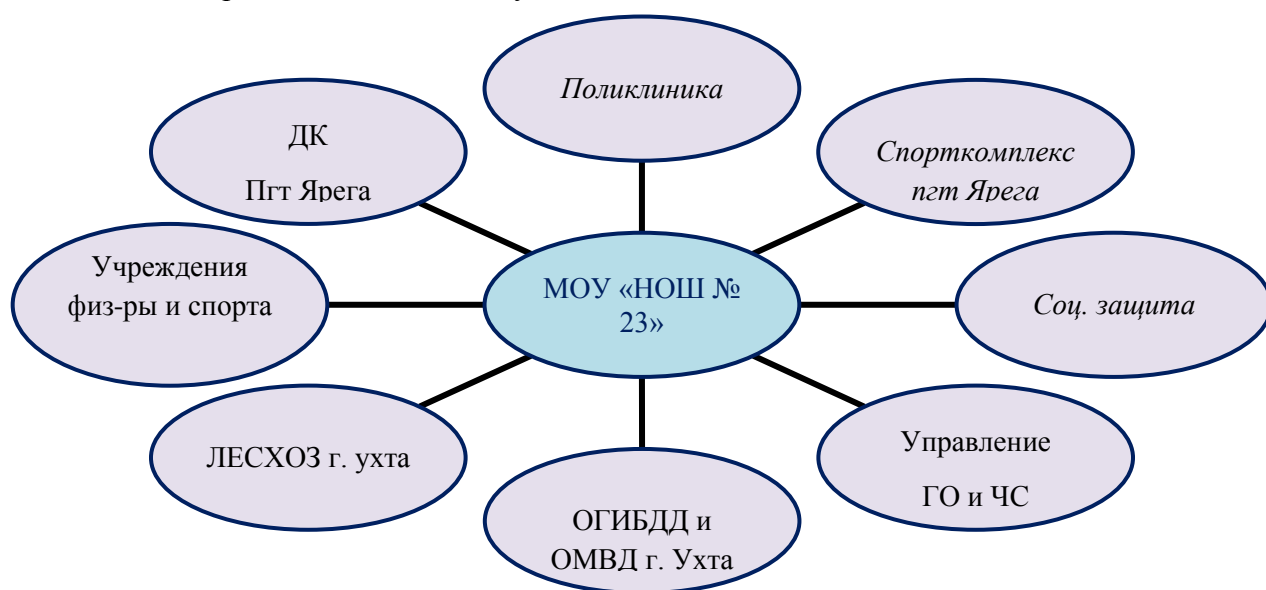 Поликлиника
ДК
Пгт Ярега
Спорткомплекс
пгт Ярега
Учреждения
физ-ры и спорта
МОУ «НОШ №
23»
Соц. защита
ЛЕСХОЗ г. ухта
Управление
ГО и ЧС
ОГИБДД и
ОМВД г. Ухта